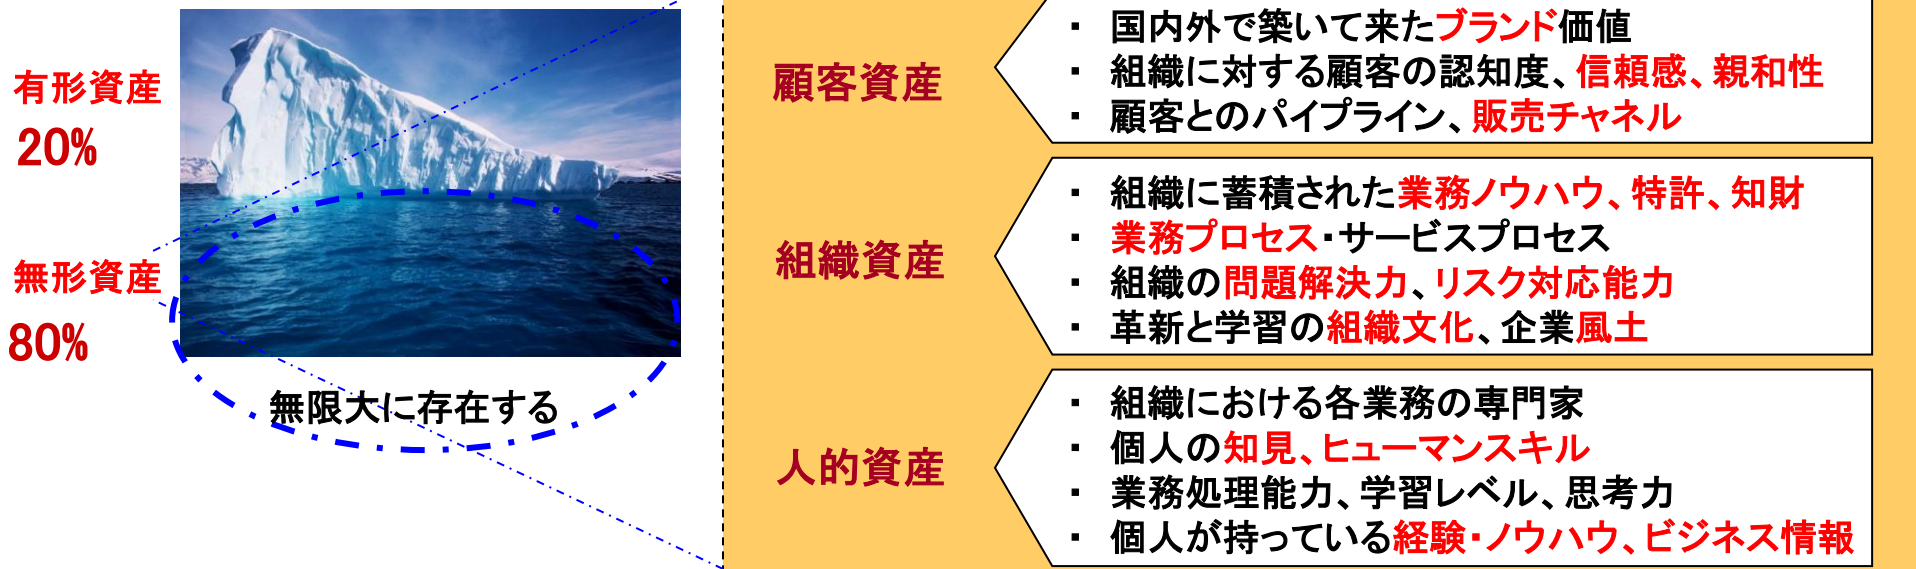 有形資産
20%
無形資産
80%
無限大に存在する
顧客資産
・ 国内外で築いて来たブランド価値
・ 組織に対する顧客の認知度、信頼感、親和性
・ 顧客とのパイプライン、販売チャネル
組織資産
・ 組織に蓄積された業務ノウハウ、特許、知財
・ 業務プロセス・サービスプロセス
・ 組織の問題解決力、リスク対応能力
・ 革新と学習の組織文化、企業風土
人的資産
・ 組織における各業務の専門家
・ 個人の知見、ヒューマンスキル
・ 業務処理能力、学習レベル、思考力
・ 個人が持っている経験・ノウハウ、ビジネス情報